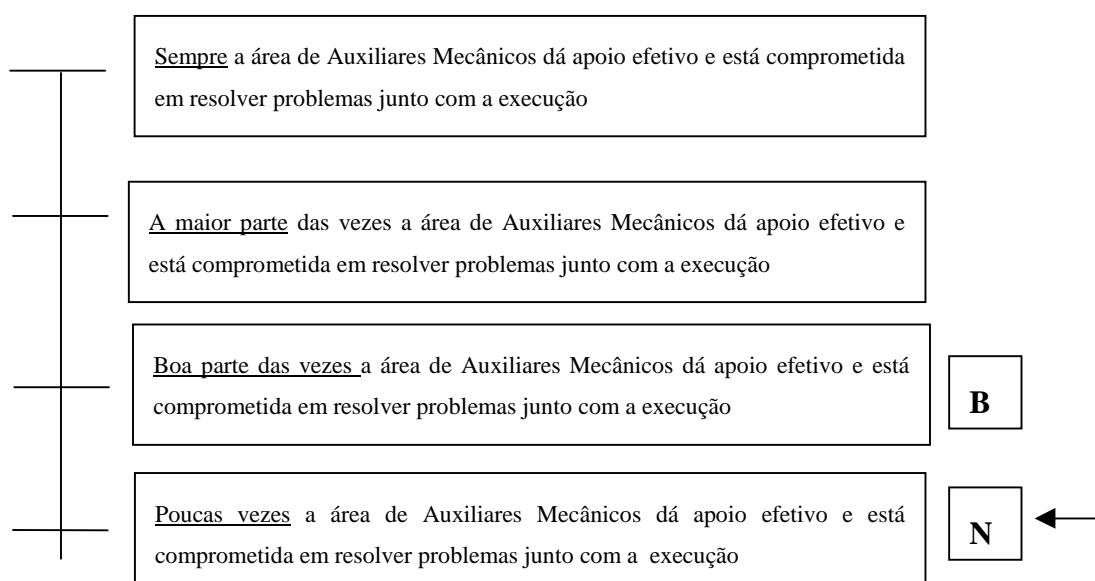 Sempre a área de Auxiliares Mecânicos dá apoio efetivo e está comprometida
em resolver problemas junto com a execução
A maior parte das vezes a área de Auxiliares Mecânicos dá apoio efetivo e
está comprometida em resolver problemas junto com a execução
Boa parte das vezes a área de Auxiliares Mecânicos dá apoio efetivo e está
comprometida em resolver problemas junto com a execução
B
Poucas vezes a área de Auxiliares Mecânicos dá apoio efetivo e está
comprometida em resolver problemas junto com a execução
N